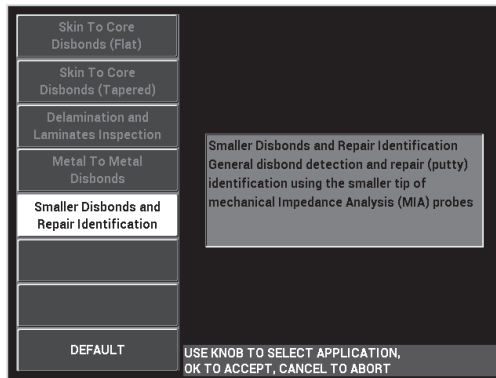 Skin To Core
Disbonds (Flat)
Skin To Core
Disbonds (Tapered)
Delamination and
Laminates Inspection
Metal To Metal
Disbonds
Smaller Disbonds and
Repair Identification
DEFAULT
Smaller Disbonds and Repair Identification
General disbond detection and repair (putty)
identification using the smaller tip of
mechanical Impedance Analysis (MIA) probes
USE KNOB TO SELECT APPLICATION,
OK TO ACCEPT, CANCEL TO ABORT